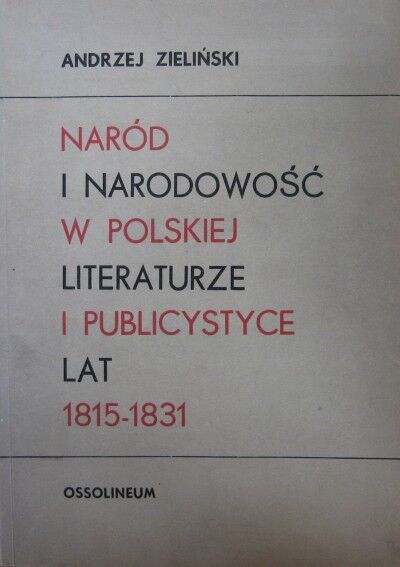 ANDRZEJ ZIELIŃSKI
NARÓD
I NARODOWOŚĆ
W POLSKIEJ
LITERATURZE
I PUBLICYSTYCE
LAT
1815-1831
OSSOLINEUM